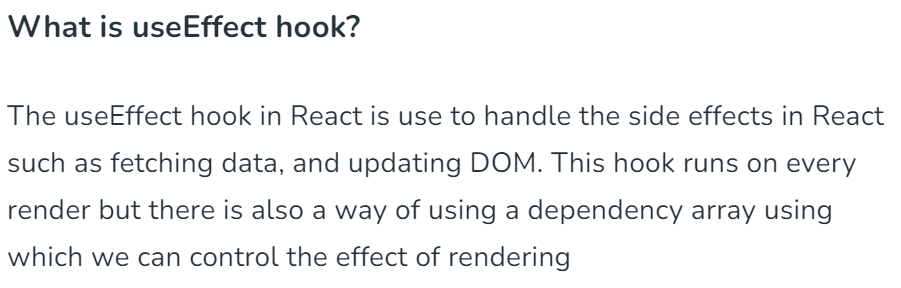 What is useEffect hook?
The useEffect hook in React is use to handle the side effects in React
such as fetching data, and updating DOM. This hook runs on every
render but there is also a way of using a dependency array using
which we can control the effect of rendering